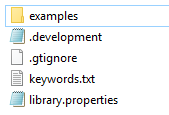 examples
.development
.gtignore
keywords.txt
library.properties